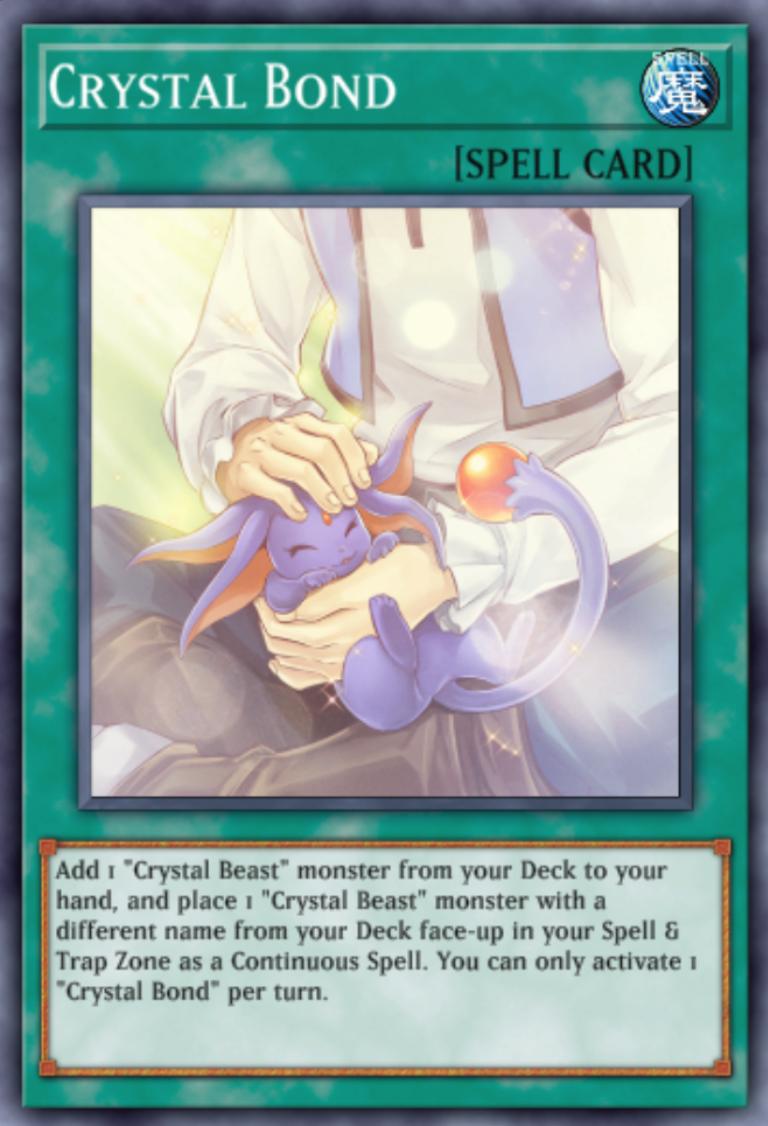 CRYSTAL BOND
SPELL
魔
[SPELL CARD]
Add 1 "Crystal Beast" monster from your Deck to your
hand, and place 1 "Crystal Beast" monster with a
different name from your Deck face-up in your Spell &
Trap Zone as a Continuous Spell. You can only activate 1
"Crystal Bond" per turn.